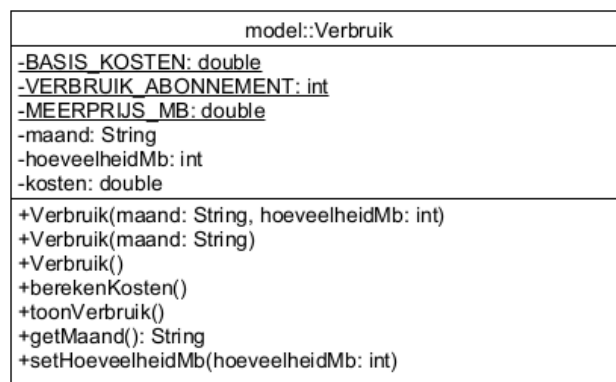 model::Verbruik
-BASIS_KOSTEN: double
-VERBRUIK_ABONNEMENT: int
-MEERPRIJS_MB: double
-maand: String
-hoeveelheidMb: int
-kosten: double
+Verbruik(maand: String, hoeveelheidMb: int)
+Verbruik(maand: String)
+Verbruik()
+berekenKosten()
+toonVerbruik()
+getMaand(): String
+setHoeveelheidMb(hoeveelheidMb: int)